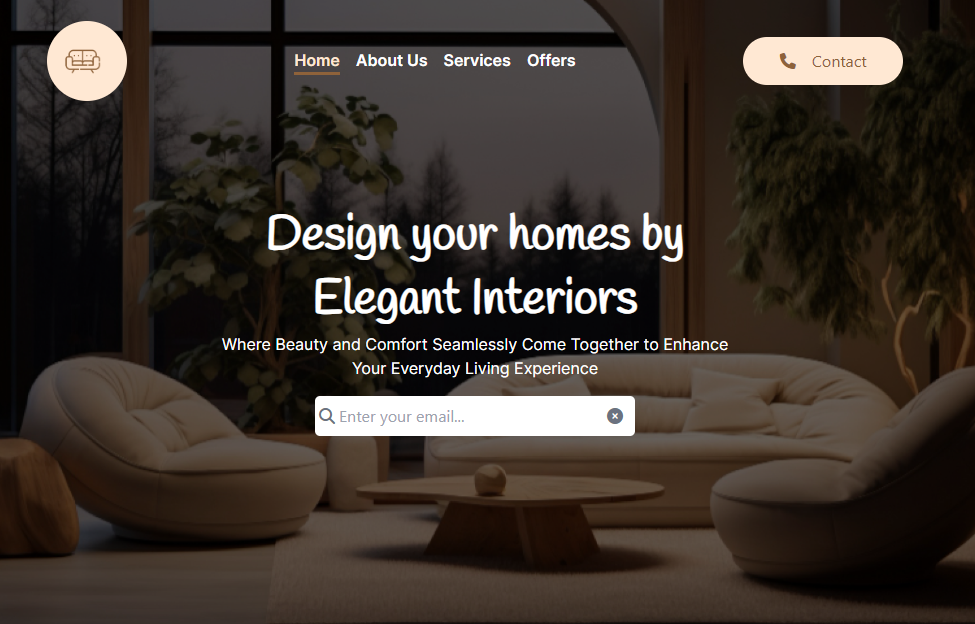 Home About Us Services Offers
Contact
Design your homes by
Elegant Interiors
Where Beauty and Comfort Seamlessly Come Together to Enhance
Your Everyday Living Experience
Enter your email...